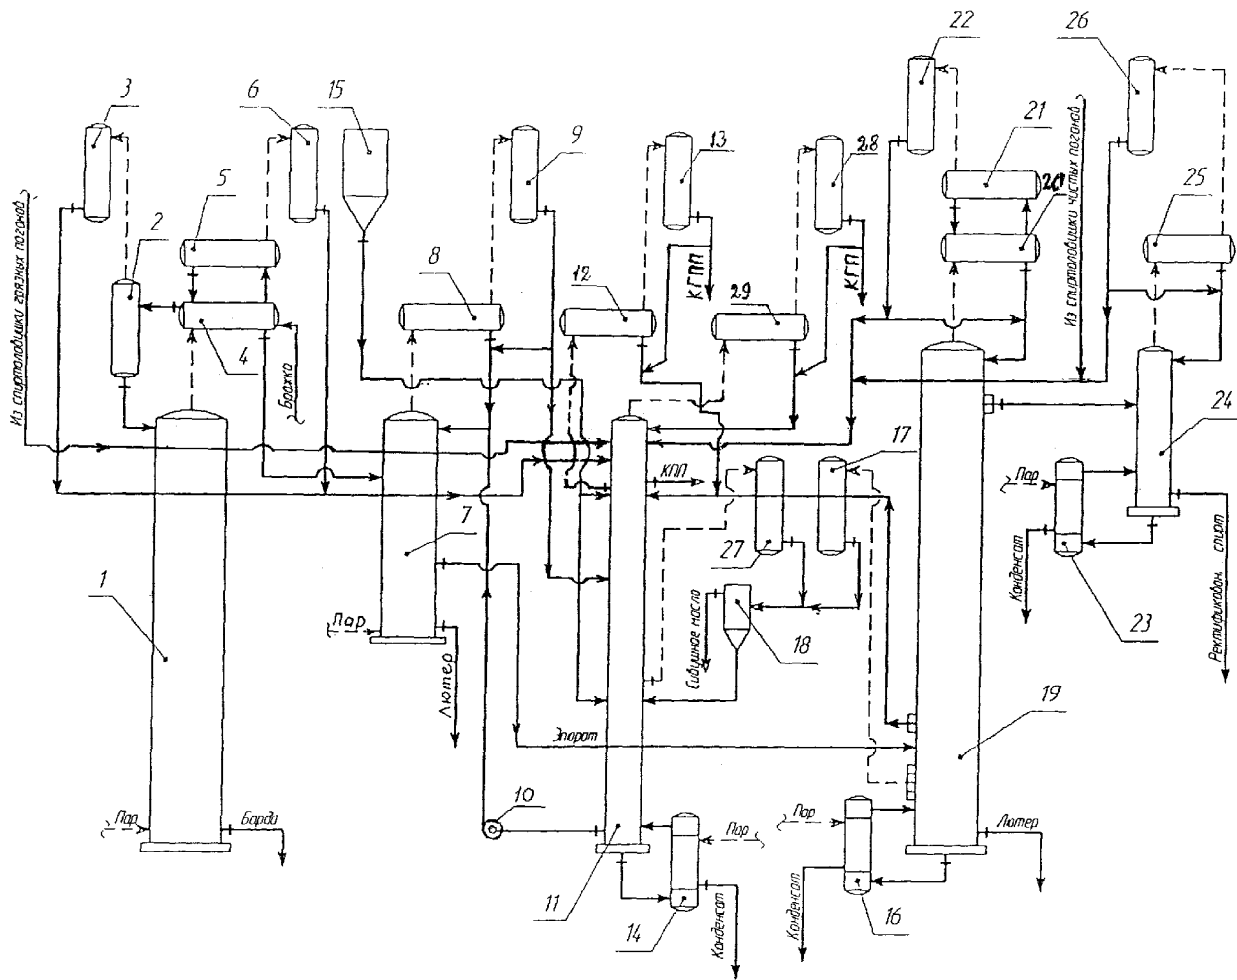 22
26
3
6
15
9
13
28
21
20
25
5
2
8
12
29
4
Из спиртоловушки грязных погонов
Из спиртоловушки чистых погонов
Бражка
КГПП
КГП
КПП
17
24
7
27
18
1
Пар
Пар
Конденсат
23
Ректификован. спирт
Сивушное масло
Лютер
Эпюрат
19
10
Пар
Барда
Пар
Пар
Лютер
11
14
Конденсат
16
Конденсат